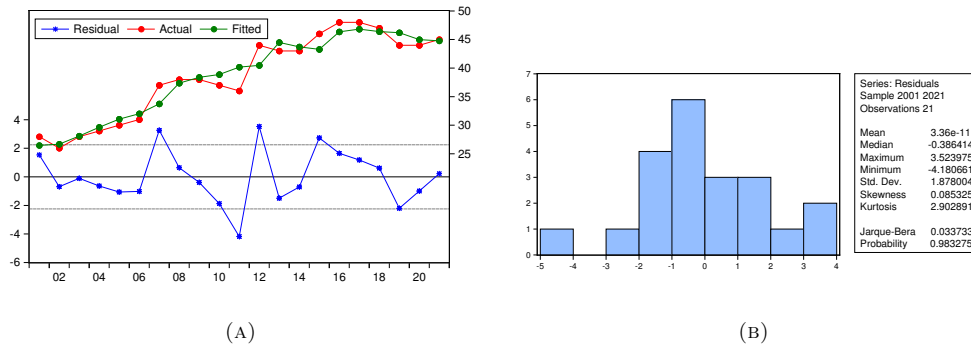 Residual Actual Fitted
50
45
40
35
30
25
4
2
0
-2
-4
-6
02 04 06 08 10 12 14 16 18 20
(A)
7
6
5
4
3
2
1
0
-5 -4 -3 -2 -1 0 1 2 3 4
Series: Residuals
Sample 2001 2021
Observations 21
Mean 3.36e-11
Median -0.386414
Maximum 3.523975
Minimum -4.180661
Std. Dev. 1.878004
Skewness 0.085325
Kurtosis 2.902891
Jarque-Bera 0.033733
Probability 0.983275
(B)